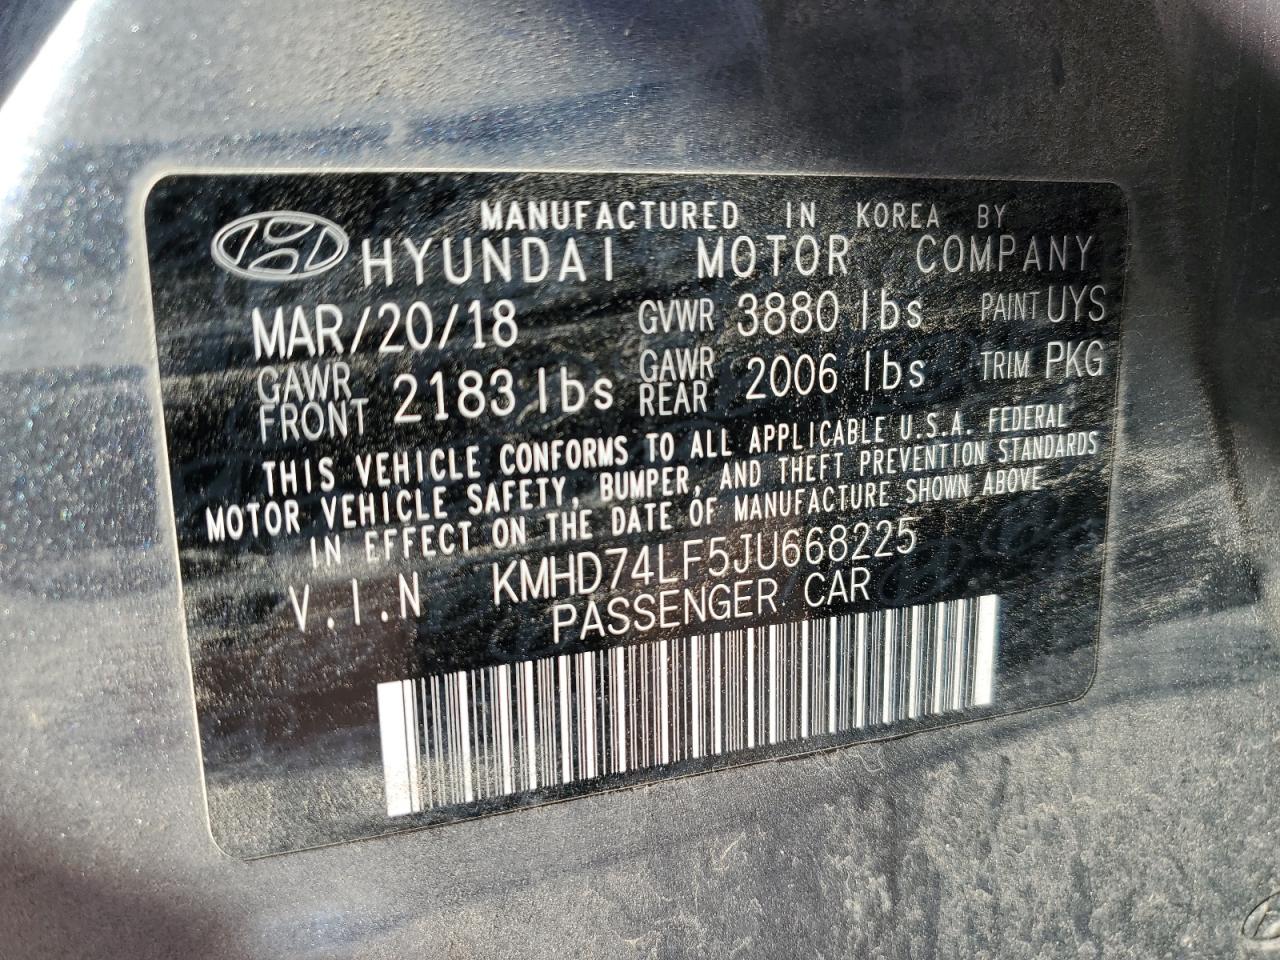 MANUFACTURED IN KOREA BY
HYUNDAI MOTOR COMPANY
MAR/20/18 GVWR 3880 lbs PAINT UYS
GAWR FRONT 2183 lbs GAWR REAR 2006 lbs TRIM PKG
THIS VEHICLE CONFORMS TO ALL APPLICABLE U.S.A. FEDERAL
MOTOR VEHICLE SAFETY, BUMPER, AND THEFT PREVENTION STANDARDS
IN EFFECT ON THE DATE OF MANUFACTURE SHOWN ABOVE
V.I.N KMHD74LF5JU668225
PASSENGER CAR